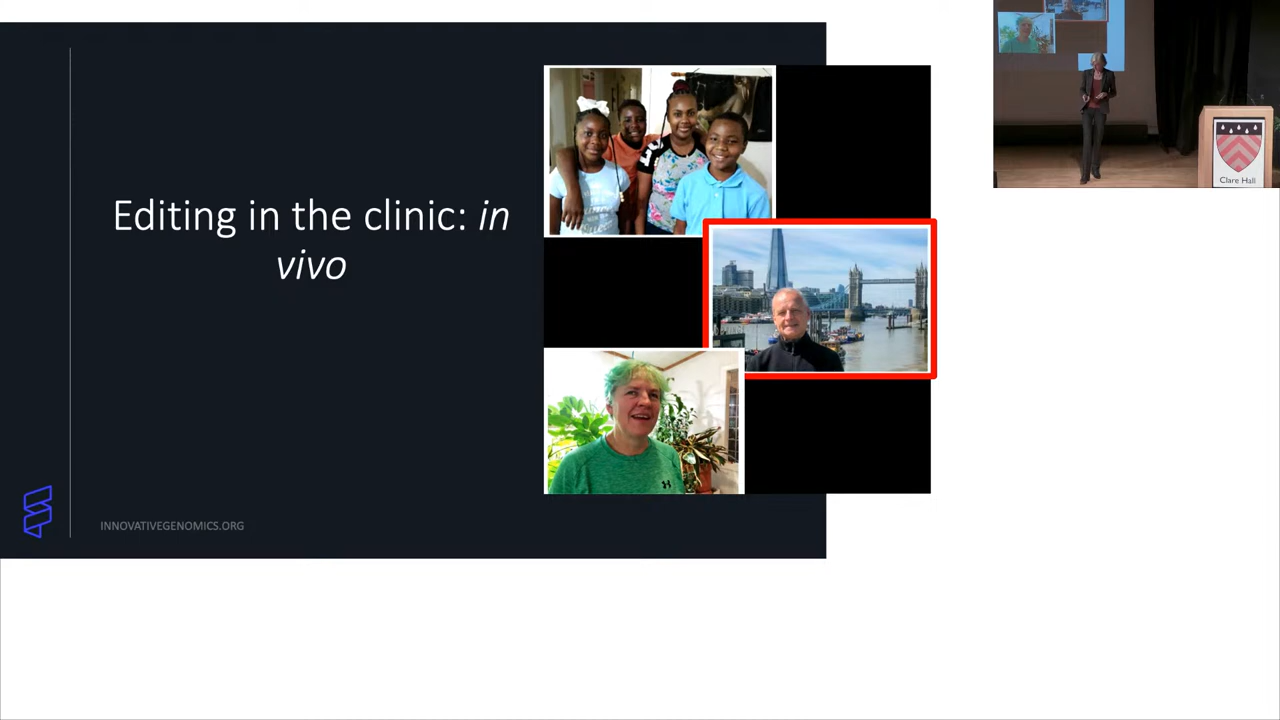 Editing in the clinic: in
vivo
INNOVATIVEGENOMICS.ORG
Clare Hall